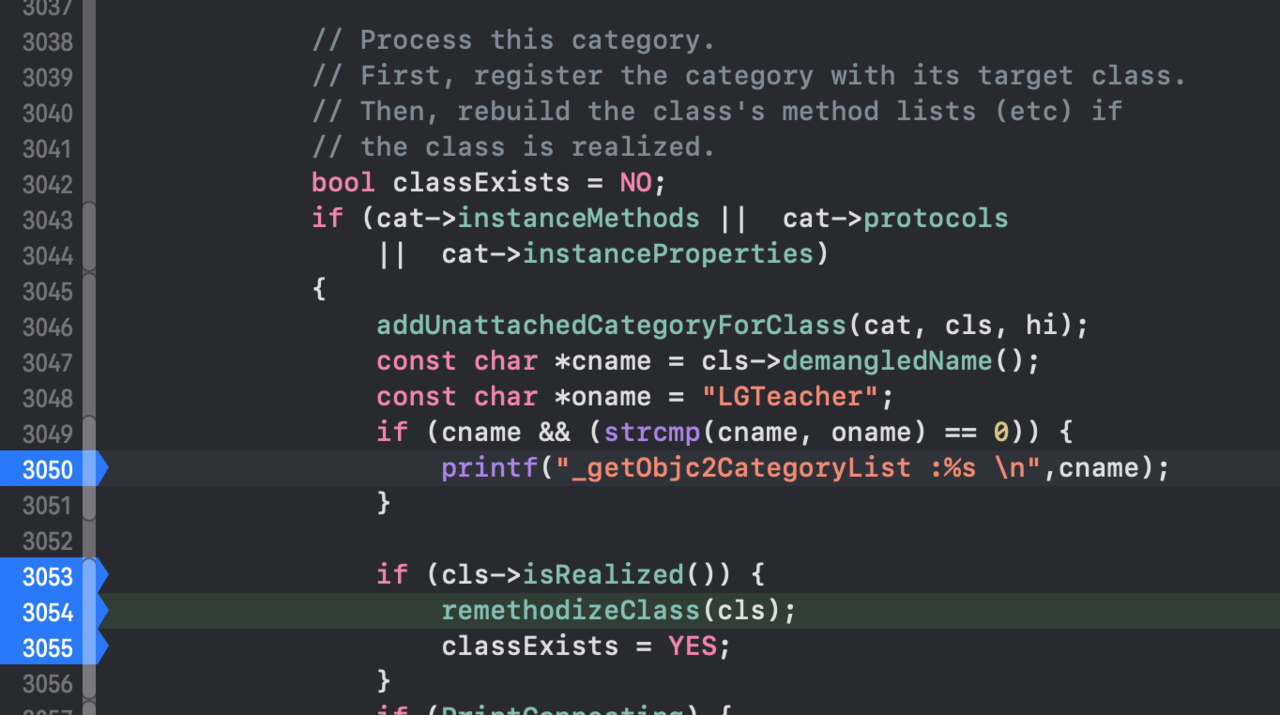 3037
3038 // Process this category.
3039 // First, register the category with its target class.
3040 // Then, rebuild the class's method lists (etc) if
3041 // the class is realized.
3042 bool classExists = NO;
3043 if (cat->instanceMethods ||  cat->protocols
3044     ||  cat->instanceProperties)
3045 {
3046     addUnattachedCategoryForClass(cat, cls, hi);
3047     const char *cname = cls->demangledName();
3048     const char *oname = "LGTeacher";
3049     if (cname && (strcmp(cname, oname) == 0)) {
3050         printf("_getObjc2CategoryList :%s \n",cname);
3051     }
3052
3053     if (cls->isRealized()) {
3054         remethodizeClass(cls);
3055         classExists = YES;
3056     }
3057     if (PrintConnecting) {